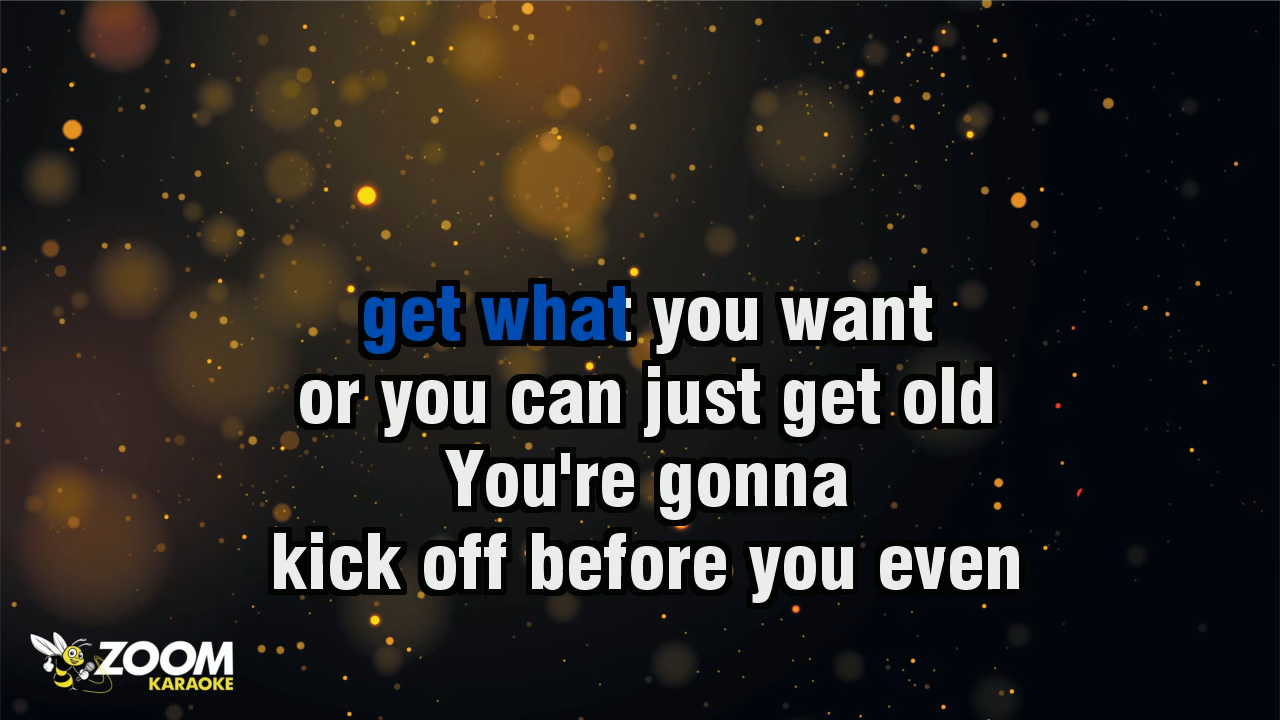 get what you want
or you can just get old
You're gonna
kick off before you even
ZOOM
KARAOKE